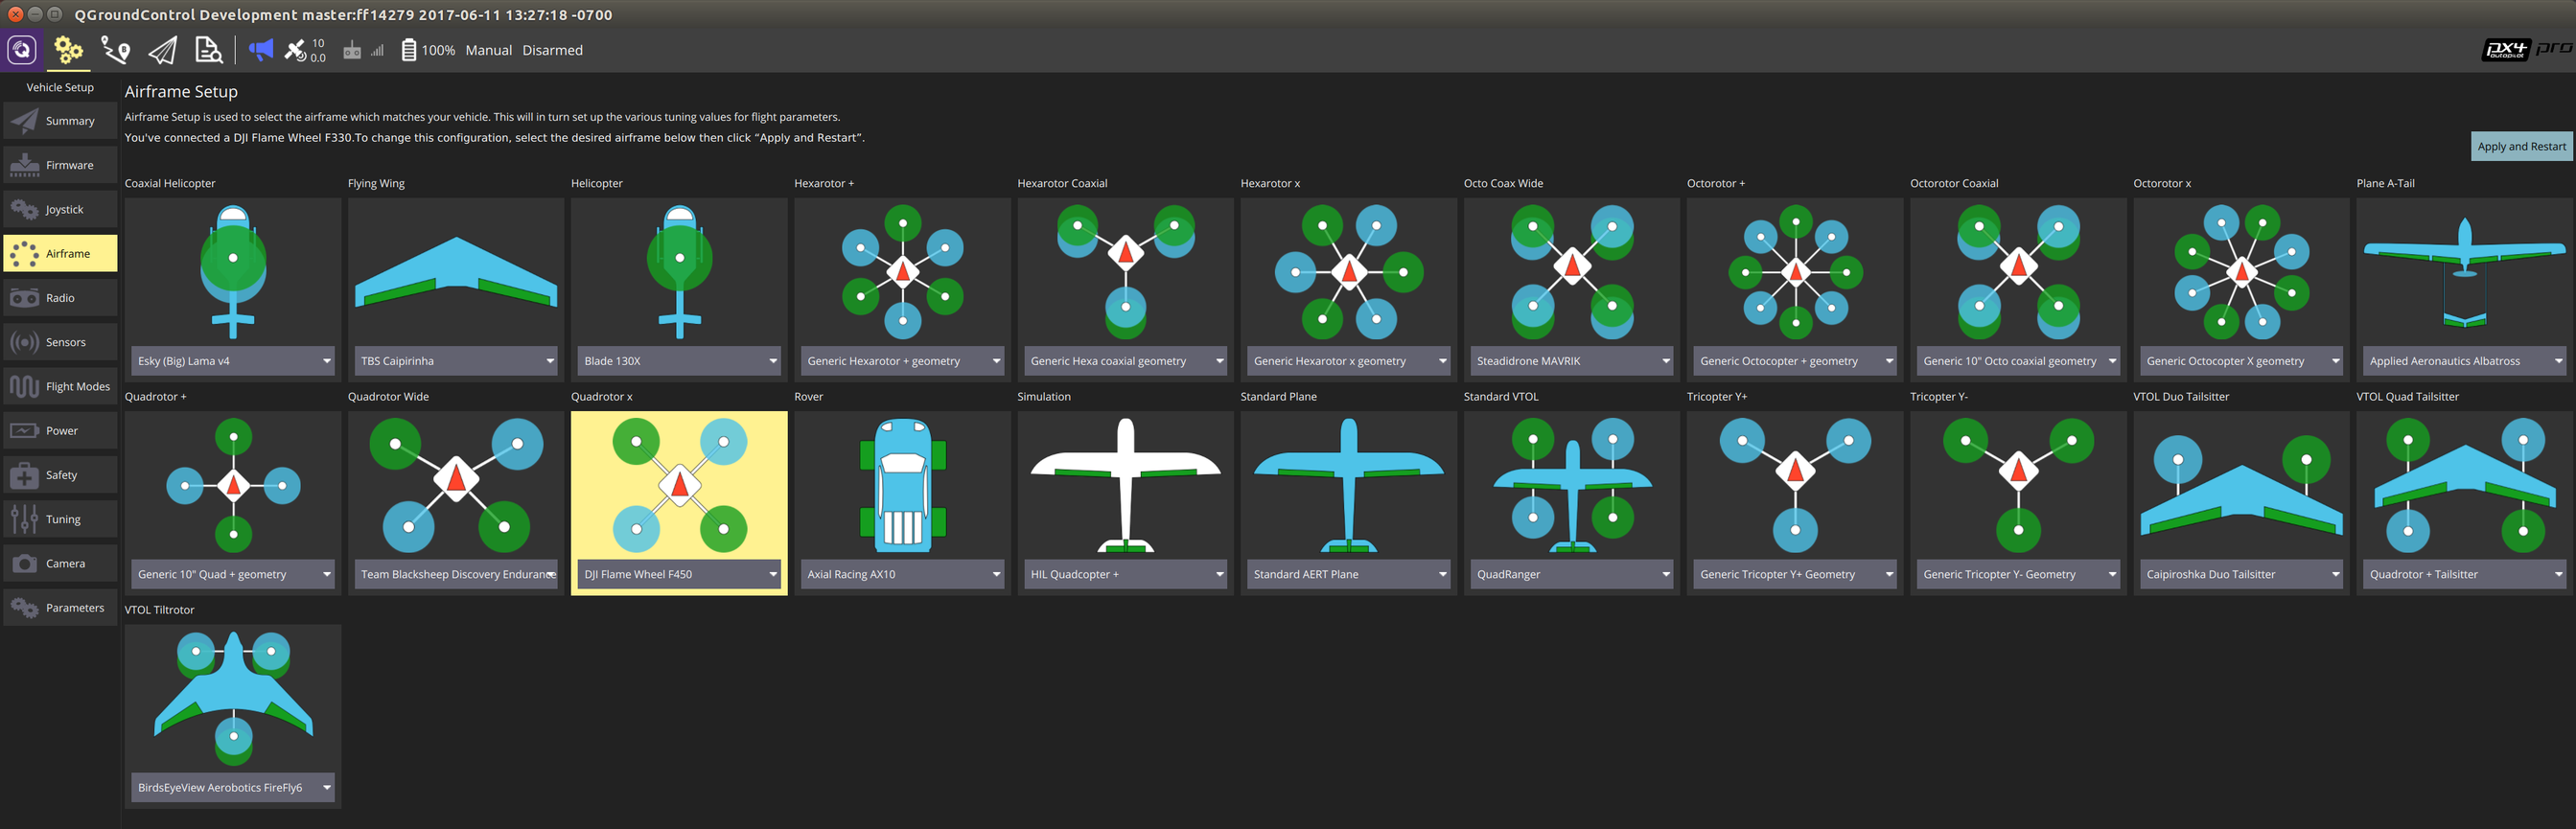 QGroundControl Development master:ff14279 2017-06-11 13:27:18 -0700
10
0.0
100% Manual Disarmed
px4 pro
autopilot
Vehicle Setup
Summary
Firmware
Joystick
Airframe
Radio
Sensors
Flight Modes
Power
Safety
Tuning
Camera
Parameters
Airframe Setup
Airframe Setup is used to select the airframe which matches your vehicle. This will in turn set up the various tuning values for flight parameters.
You've connected a DJI Flame Wheel F330.To change this configuration, select the desired airframe below then click “Apply and Restart”.
Apply and Restart
Coaxial Helicopter
Esky (Big) Lama v4
Flying Wing
TBS Caipirinha
Helicopter
Blade 130X
Hexarotor +
Generic Hexarotor + geometry
Hexarotor Coaxial
Generic Hexa coaxial geometry
Hexarotor x
Generic Hexarotor x geometry
Octo Coax Wide
Steadidrone MAVRIK
Octorotor +
Generic Octocopter + geometry
Octorotor Coaxial
Generic 10" Octo coaxial geometry
Octorotor x
Generic Octocopter X geometry
Plane A-Tail
Applied Aeronautics Albatross
Quadrotor +
Generic 10" Quad + geometry
Quadrotor Wide
Team Blacksheep Discovery Endurance
Quadrotor x
DJI Flame Wheel F450
Rover
Axial Racing AX10
Simulation
HIL Quadcopter +
Standard Plane
Standard AERT Plane
Standard VTOL
QuadRanger
Tricopter Y+
Generic Tricopter Y+ Geometry
Tricopter Y-
Generic Tricopter Y- Geometry
VTOL Duo Tailsitter
Caipiroshka Duo Tailsitter
VTOL Quad Tailsitter
Quadrotor + Tailsitter
VTOL Tiltrotor
BirdsEyeView Aerobotics FireFly6